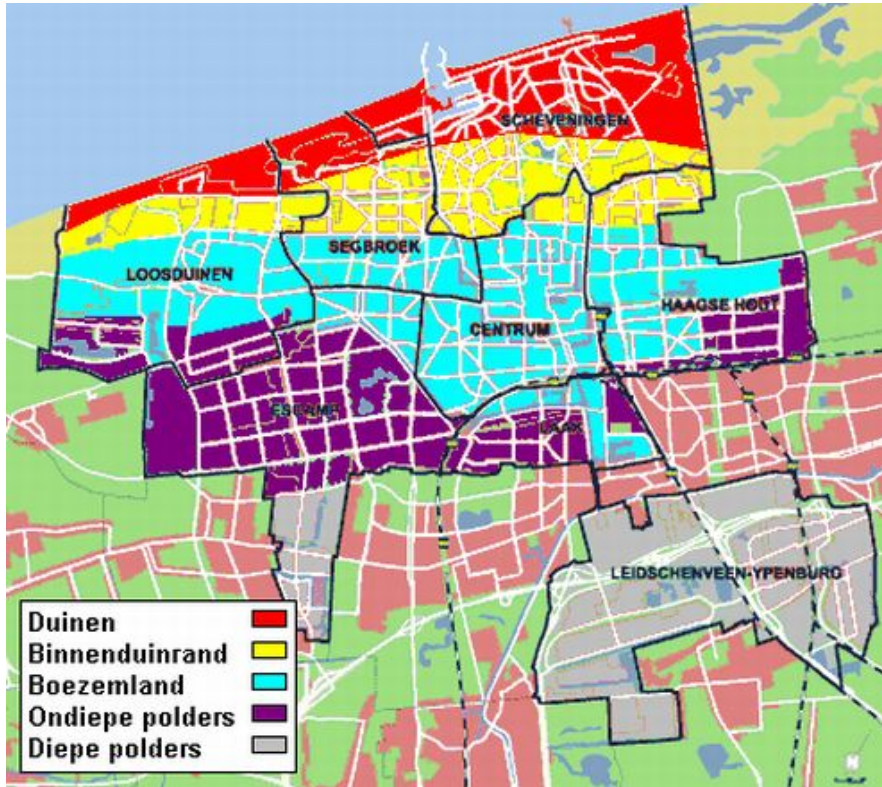 SCHEVENINGEN
SEGBROEK
LOOSDUINEN
HAAGSE HOUT
CENTRUM
ESCAMP
LAAK
LEIDSCHENVEEN-YPENBURG
Duinen
Binnenduinrand
Boezemland
Ondiepe polders
Diepe polders
N